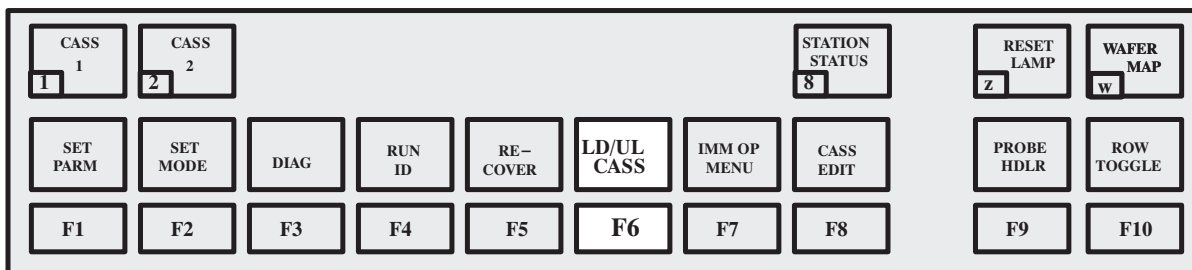 CASS
1
1
CASS
2
2
STATION
STATUS
8
RESET
LAMP
z
WAFER
MAP
w
SET
PARM
SET
MODE
DIAG
RUN
ID
RE-
COVER
LD/UL
CASS
IMM OP
MENU
CASS
EDIT
PROBE
HDLR
ROW
TOGGLE
F1
F2
F3
F4
F5
F6
F7
F8
F9
F10